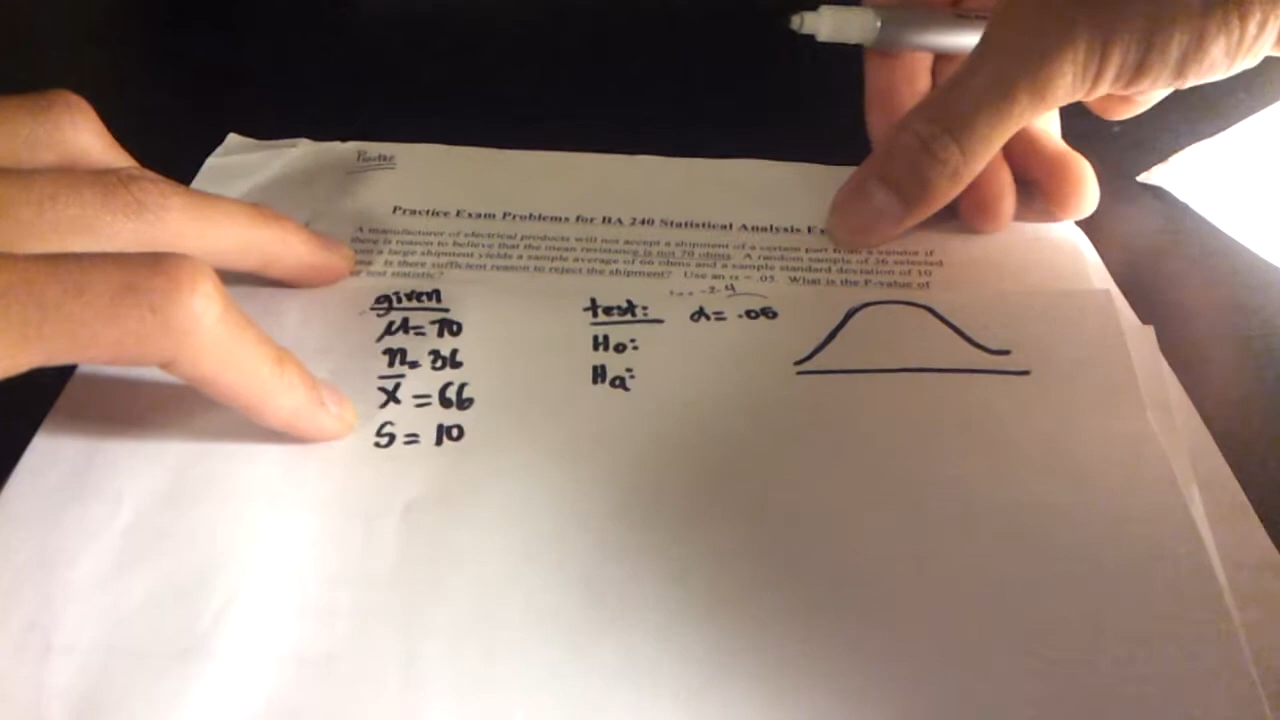 Practice
Practice Exam Problems for BA 240 Statistical Analysis Ex
A manufacturer of electrical products will not accept a shipment of a certain part from a vendor if
there is reason to believe that the mean resistance is not 70 ohms. A random sample of 36 selected
from a large shipment yields a sample average of 66 ohms and a sample standard deviation of 10
Is there sufficient reason to reject the shipment? Use an α = .05. What is the P-value of
test statistic?
-2.4
given
μ = 70
n = 36
x̄ = 66
S = 10
test: α = .05
Ho:
Ha: